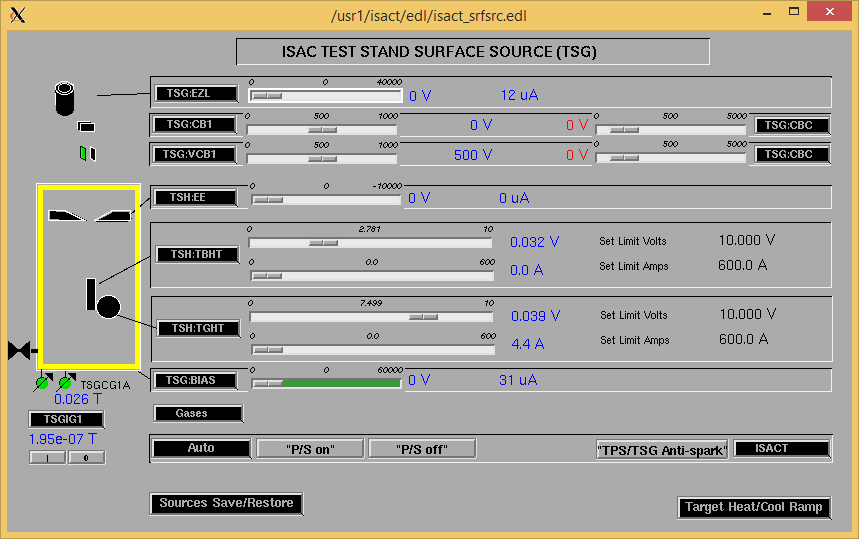 /usr1/isact/edl/isact_srfsrc.edl
ISAC TEST STAND SURFACE SOURCE (TSG)
TSG:EZL 0 0 40000 0 V 12 uA
TSG:CB1 0 500 1000 0 V 0 V 0 500 5000 TSG:CBC
TSG:VCB1 0 500 1000 500 V 0 V 0 500 5000 TSG:CBC
TSH:EE 0 0 -10000 0 V 0 uA
TSH:TBHT
0 2.781 10 0.032 V Set Limit Volts 10.000 V
0 0.0 600 0.0 A Set Limit Amps 600.0 A
TSH:TGHT
0 7.499 10 0.039 V Set Limit Volts 10.000 V
0 0.0 600 4.4 A Set Limit Amps 600.0 A
TSG:BIAS 0 0 60000 0 V 31 uA
TSGCG1A
0.026 T
TSGIG1
1.95e-07 T
I 0
Gases
Auto "P/S on" "P/S off" "TPS/TSG Anti-spark" ISACT
Sources Save/Restore Target Heat/Cool Ramp